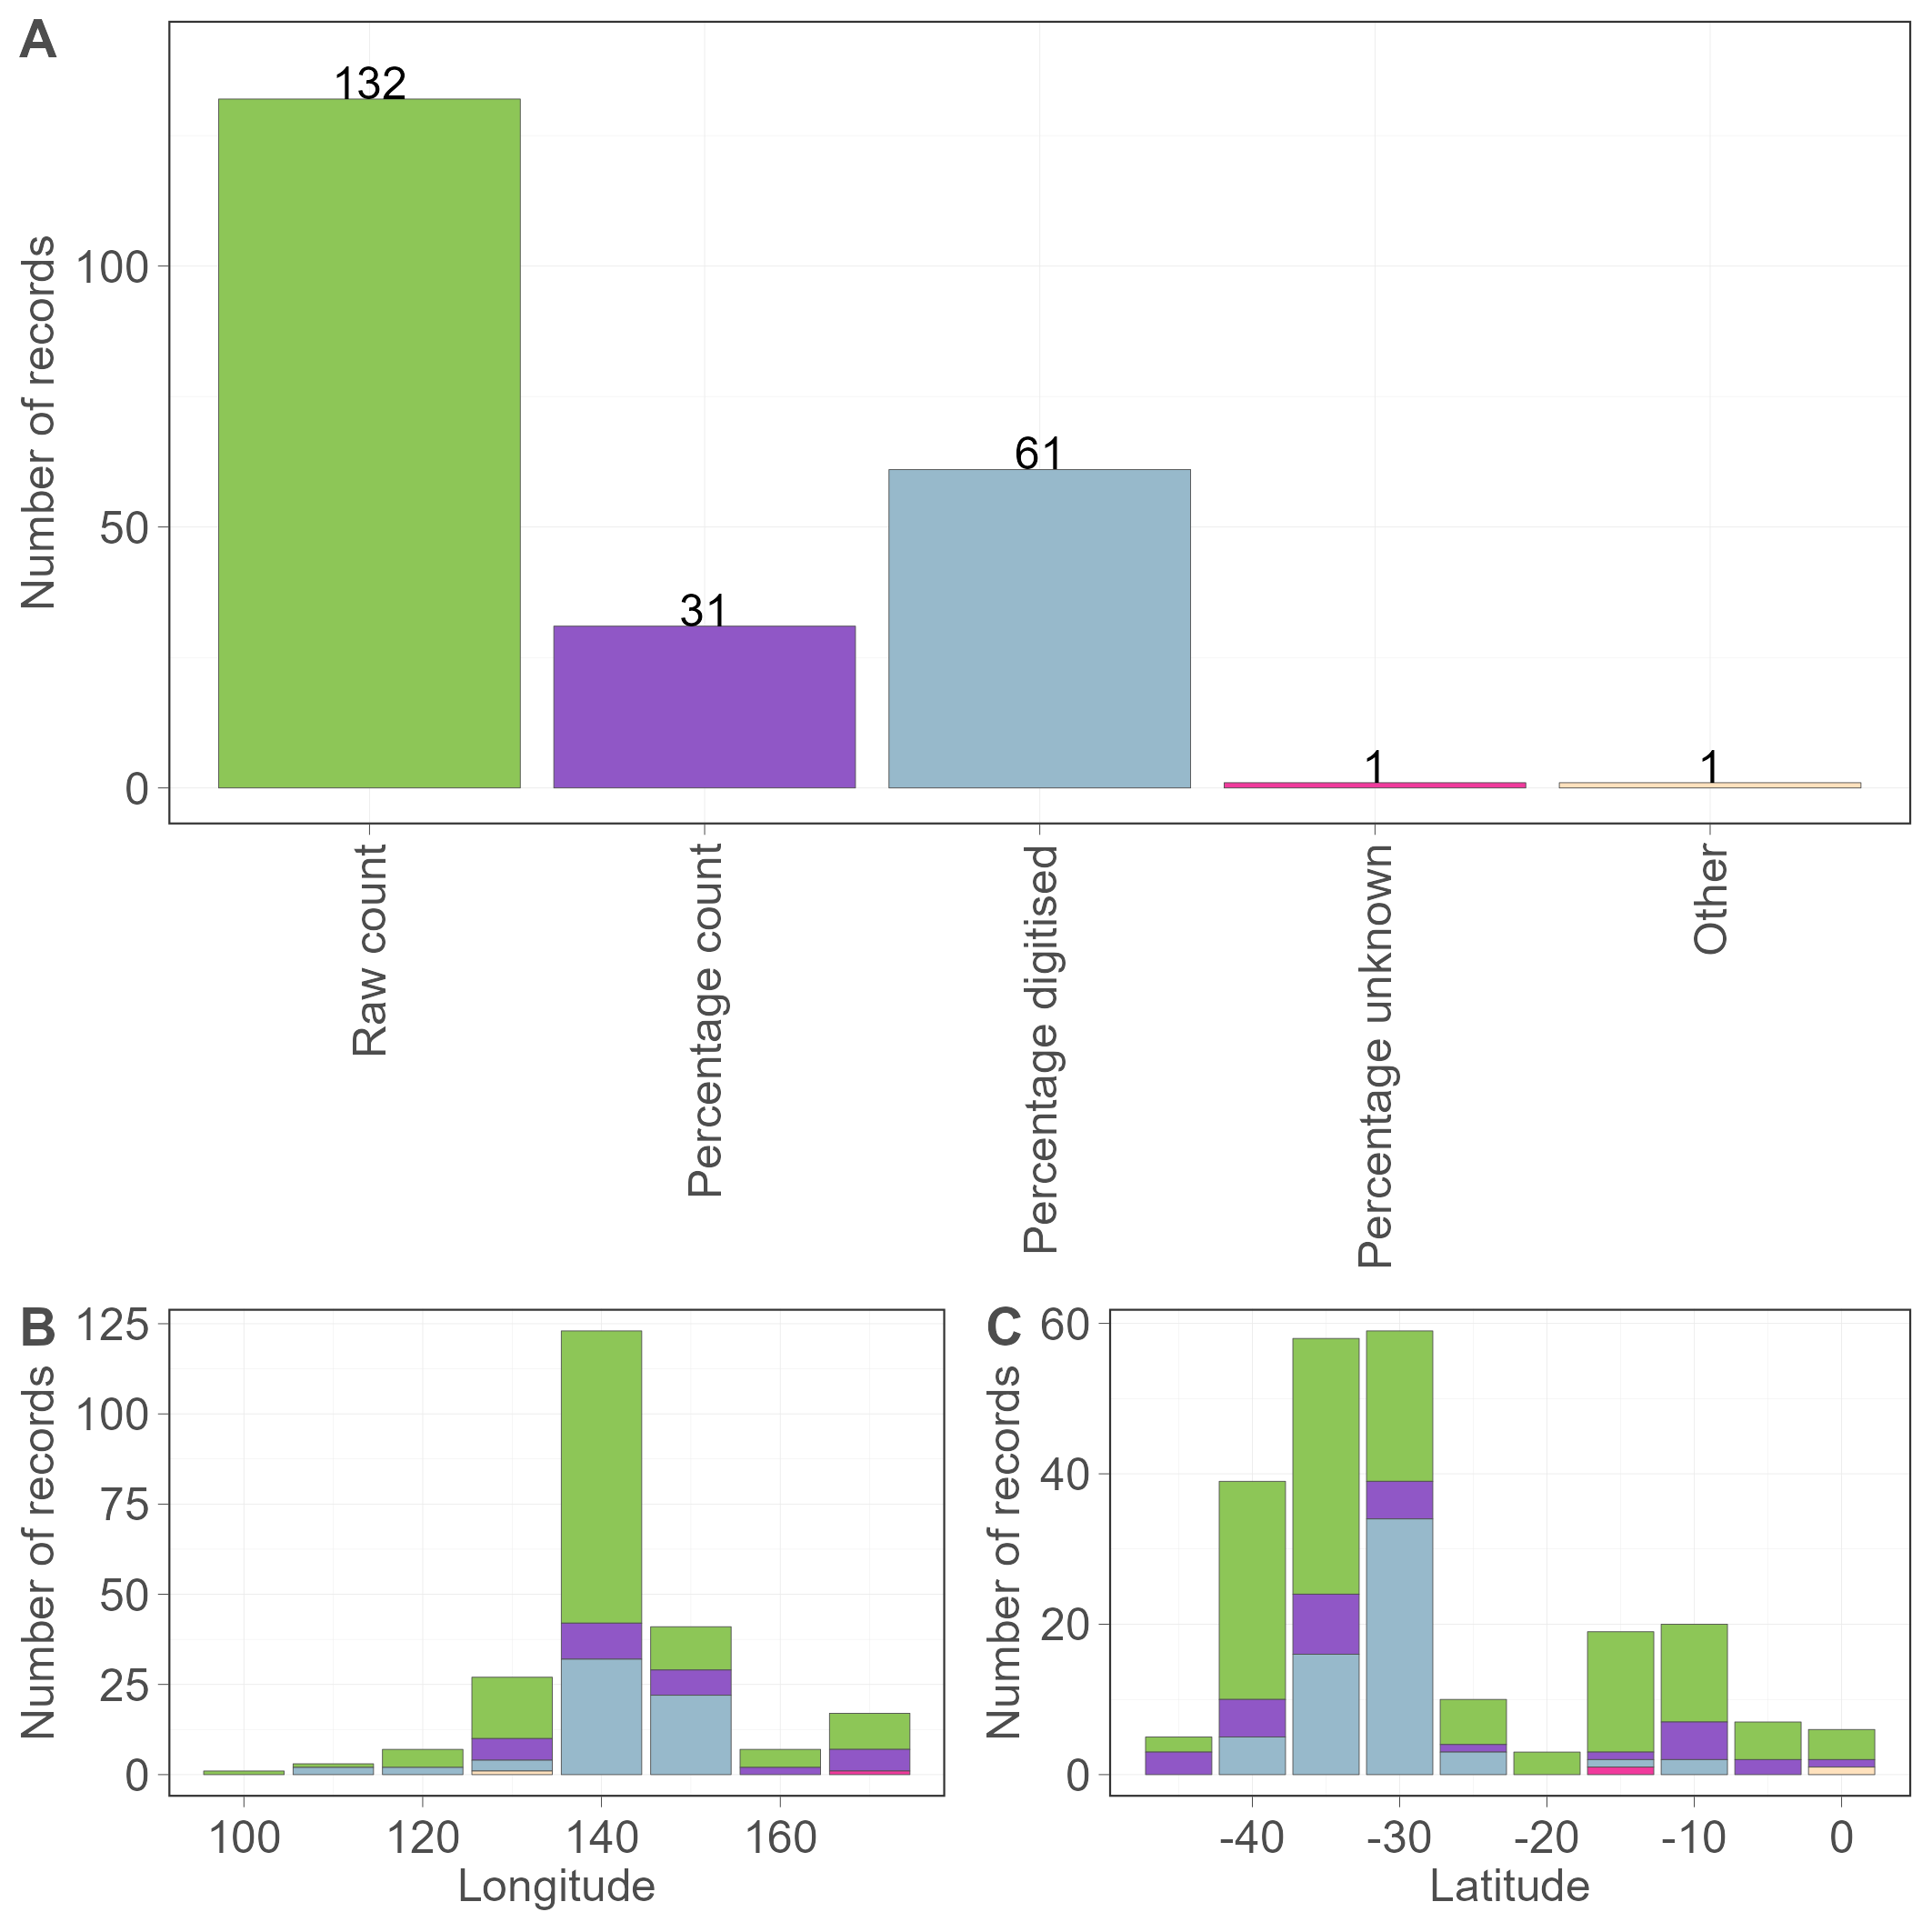 A
Number of records
100
50
0
132
31
61
1
1
Raw count
Percentage count
Percentage digitised
Percentage unknown
Other
B
Number of records
125
100
75
50
25
0
100
120
140
160
Longitude
C
Number of records
60
40
20
0
-40
-30
-20
-10
0
Latitude